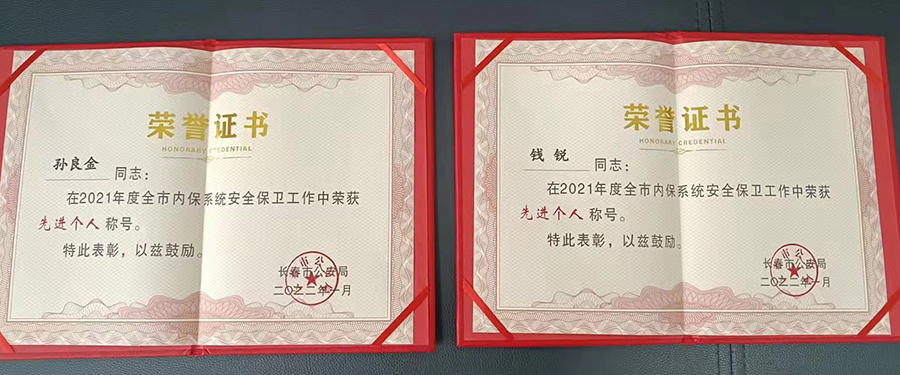 荣誉证书
HONORARY CREDENTIAL
孙良金 同志：
在2021年度全市内保系统安全保卫工作中荣获
先进个人 称号。
特此表彰，以兹鼓励。
长春市公安局
二〇二二年一月
荣誉证书
HONORARY CREDENTIAL
钱锐 同志：
在2021年度全市内保系统安全保卫工作中荣获
先进个人 称号。
特此表彰，以兹鼓励。
长春市公安局
二〇二二年一月